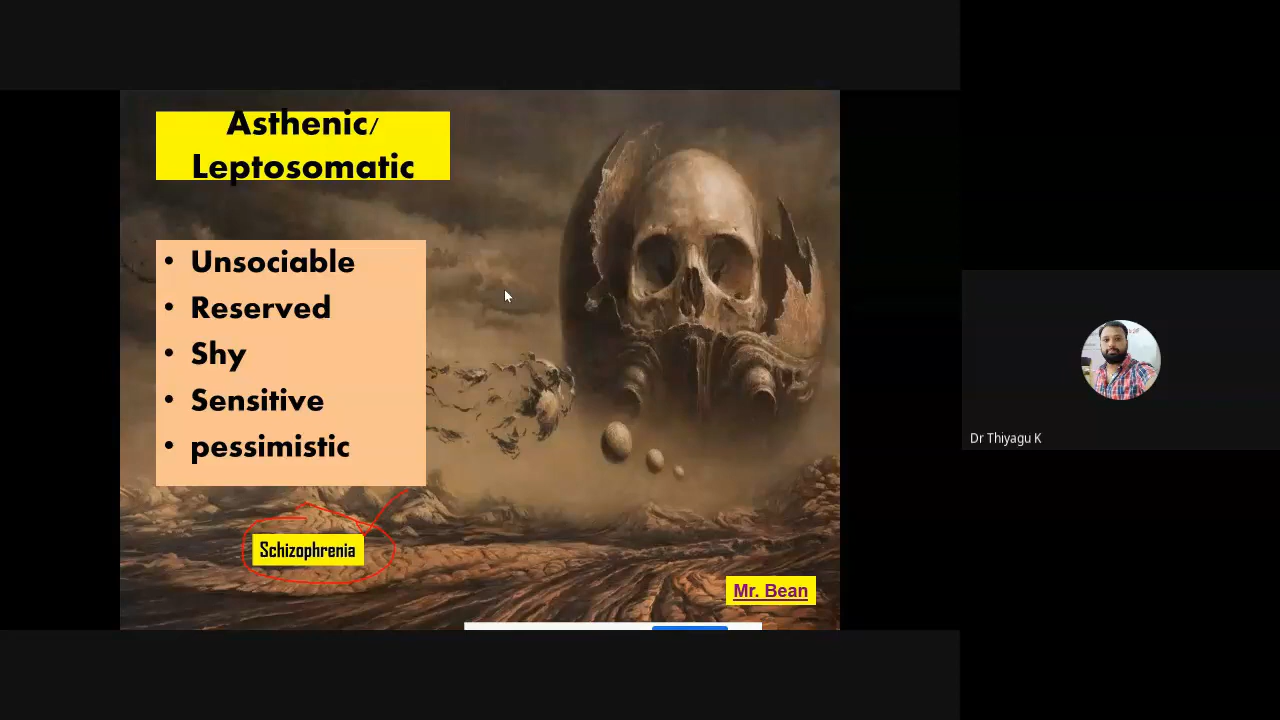 Asthenic/
Leptosomatic
• Unsociable
• Reserved
• Shy
• Sensitive
• pessimistic
Schizophrenia
Mr. Bean
Dr Thiyagu K